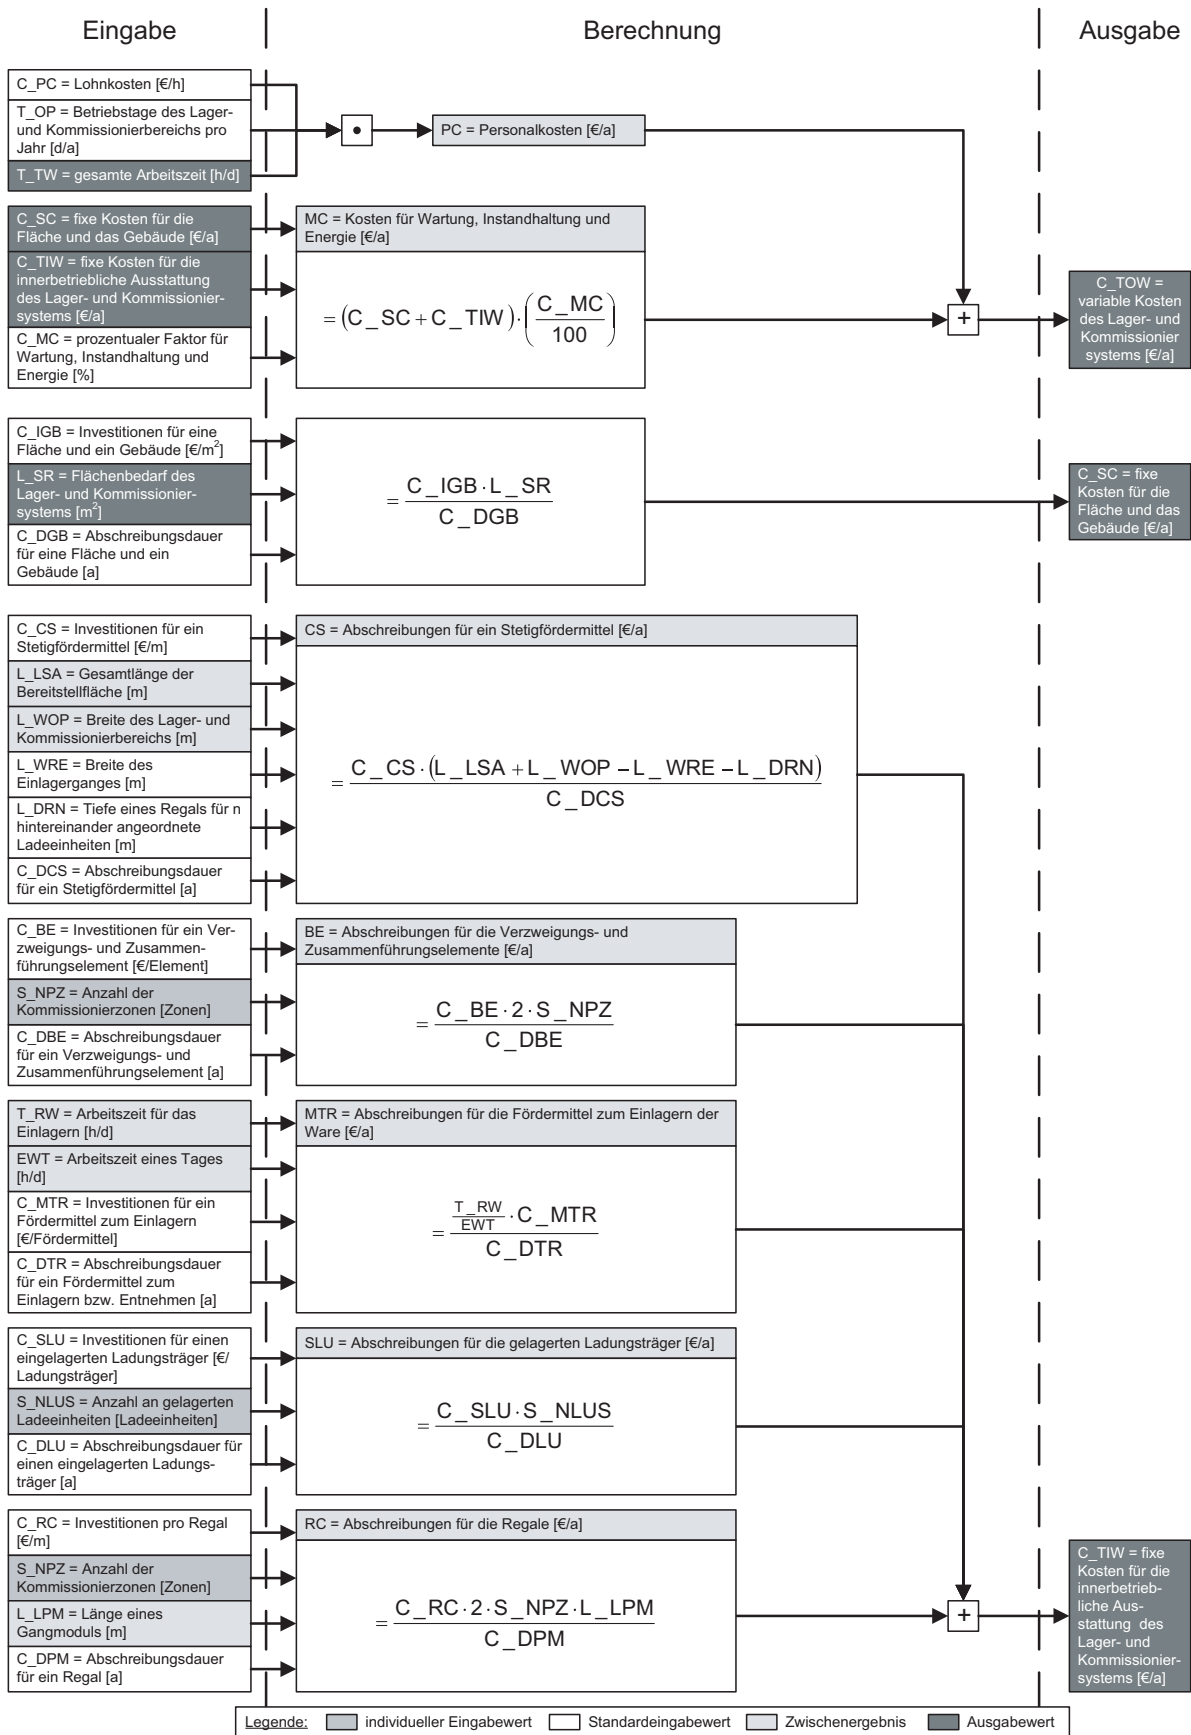 Eingabe
Berechnung
Ausgabe
C_PC = Lohnkosten [€/h]
T_OP = Betriebstage des Lager-
und Kommissionierbereichs pro
Jahr [d/a]
T_TW = gesamte Arbeitszeit [h/d]
•
PC = Personalkosten [€/a]
C_SC = fixe Kosten für die
Fläche und das Gebäude [€/a]
C_TIW = fixe Kosten für die
innerbetriebliche Ausstattung
des Lager- und Kommissionier-
systems [€/a]
C_MC = prozentualer Faktor für
Wartung, Instandhaltung und
Energie [%]
MC = Kosten für Wartung, Instandhaltung und
Energie [€/a]
= (C_SC + C_TIW) · (C_MC / 100)
+
C_TOW =
variable Kosten
des Lager- und
Kommissionier
systems [€/a]
C_IGB = Investitionen für eine
Fläche und ein Gebäude [€/m²]
L_SR = Flächenbedarf des
Lager- und Kommissionier-
systems [m²]
C_DGB = Abschreibungsdauer
für eine Fläche und ein
Gebäude [a]
= C_IGB · L_SR / C_DGB
C_SC = fixe
Kosten für die
Fläche und das
Gebäude [€/a]
C_CS = Investitionen für ein
Stetigfördermittel [€/m]
L_LSA = Gesamtlänge der
Bereitstellfläche [m]
L_WOP = Breite des Lager- und
Kommissionierbereichs [m]
L_WRE = Breite des
Einlagerganges [m]
L_DRN = Tiefe eines Regals für n
hintereinander angeordnete
Ladeeinheiten [m]
C_DCS = Abschreibungsdauer
für ein Stetigfördermittel [a]
CS = Abschreibungen für ein Stetigfördermittel [€/a]
= C_CS · (L_LSA + L_WOP – L_WRE – L_DRN) / C_DCS
C_BE = Investitionen für ein Ver-
zweigungs- und Zusammen-
führungselement [€/Element]
S_NPZ = Anzahl der
Kommissionierzonen [Zonen]
C_DBE = Abschreibungsdauer
für ein Verzweigungs- und
Zusammenführungselement [a]
BE = Abschreibungen für die Verzweigungs- und
Zusammenführungselemente [€/a]
= C_BE · 2 · S_NPZ / C_DBE
T_RW = Arbeitszeit für das
Einlagern [h/d]
EWT = Arbeitszeit eines Tages
[h/d]
C_MTR = Investitionen für ein
Fördermittel zum Einlagern
[€/Fördermittel]
C_DTR = Abschreibungsdauer
für ein Fördermittel zum
Einlagern bzw. Entnehmen [a]
MTR = Abschreibungen für die Fördermittel zum Einlagern der
Ware [€/a]
= T_RW / EWT · C_MTR / C_DTR
C_SLU = Investitionen für einen
eingelagerten Ladungsträger [€/
Ladungsträger]
S_NLUS = Anzahl an gelagerten
Ladeeinheiten [Ladeeinheiten]
C_DLU = Abschreibungsdauer für
einen eingelagerten Ladungs-
träger [a]
SLU = Abschreibungen für die gelagerten Ladungsträger [€/a]
= C_SLU · S_NLUS / C_DLU
C_RC = Investitionen pro Regal
[€/m]
S_NPZ = Anzahl der
Kommissionierzonen [Zonen]
L_LPM = Länge eines
Gangmoduls [m]
C_DPM = Abschreibungsdauer
für ein Regal [a]
RC = Abschreibungen für die Regale [€/a]
= C_RC · 2 · S_NPZ · L_LPM / C_DPM
+
C_TIW = fixe
Kosten für die
innerbetrieb-
liche Aus-
stattung des
Lager- und
Kommissionier-
systems [€/a]
Legende: individueller Eingabewert Standardeingabewert Zwischenergebnis Ausgabewert